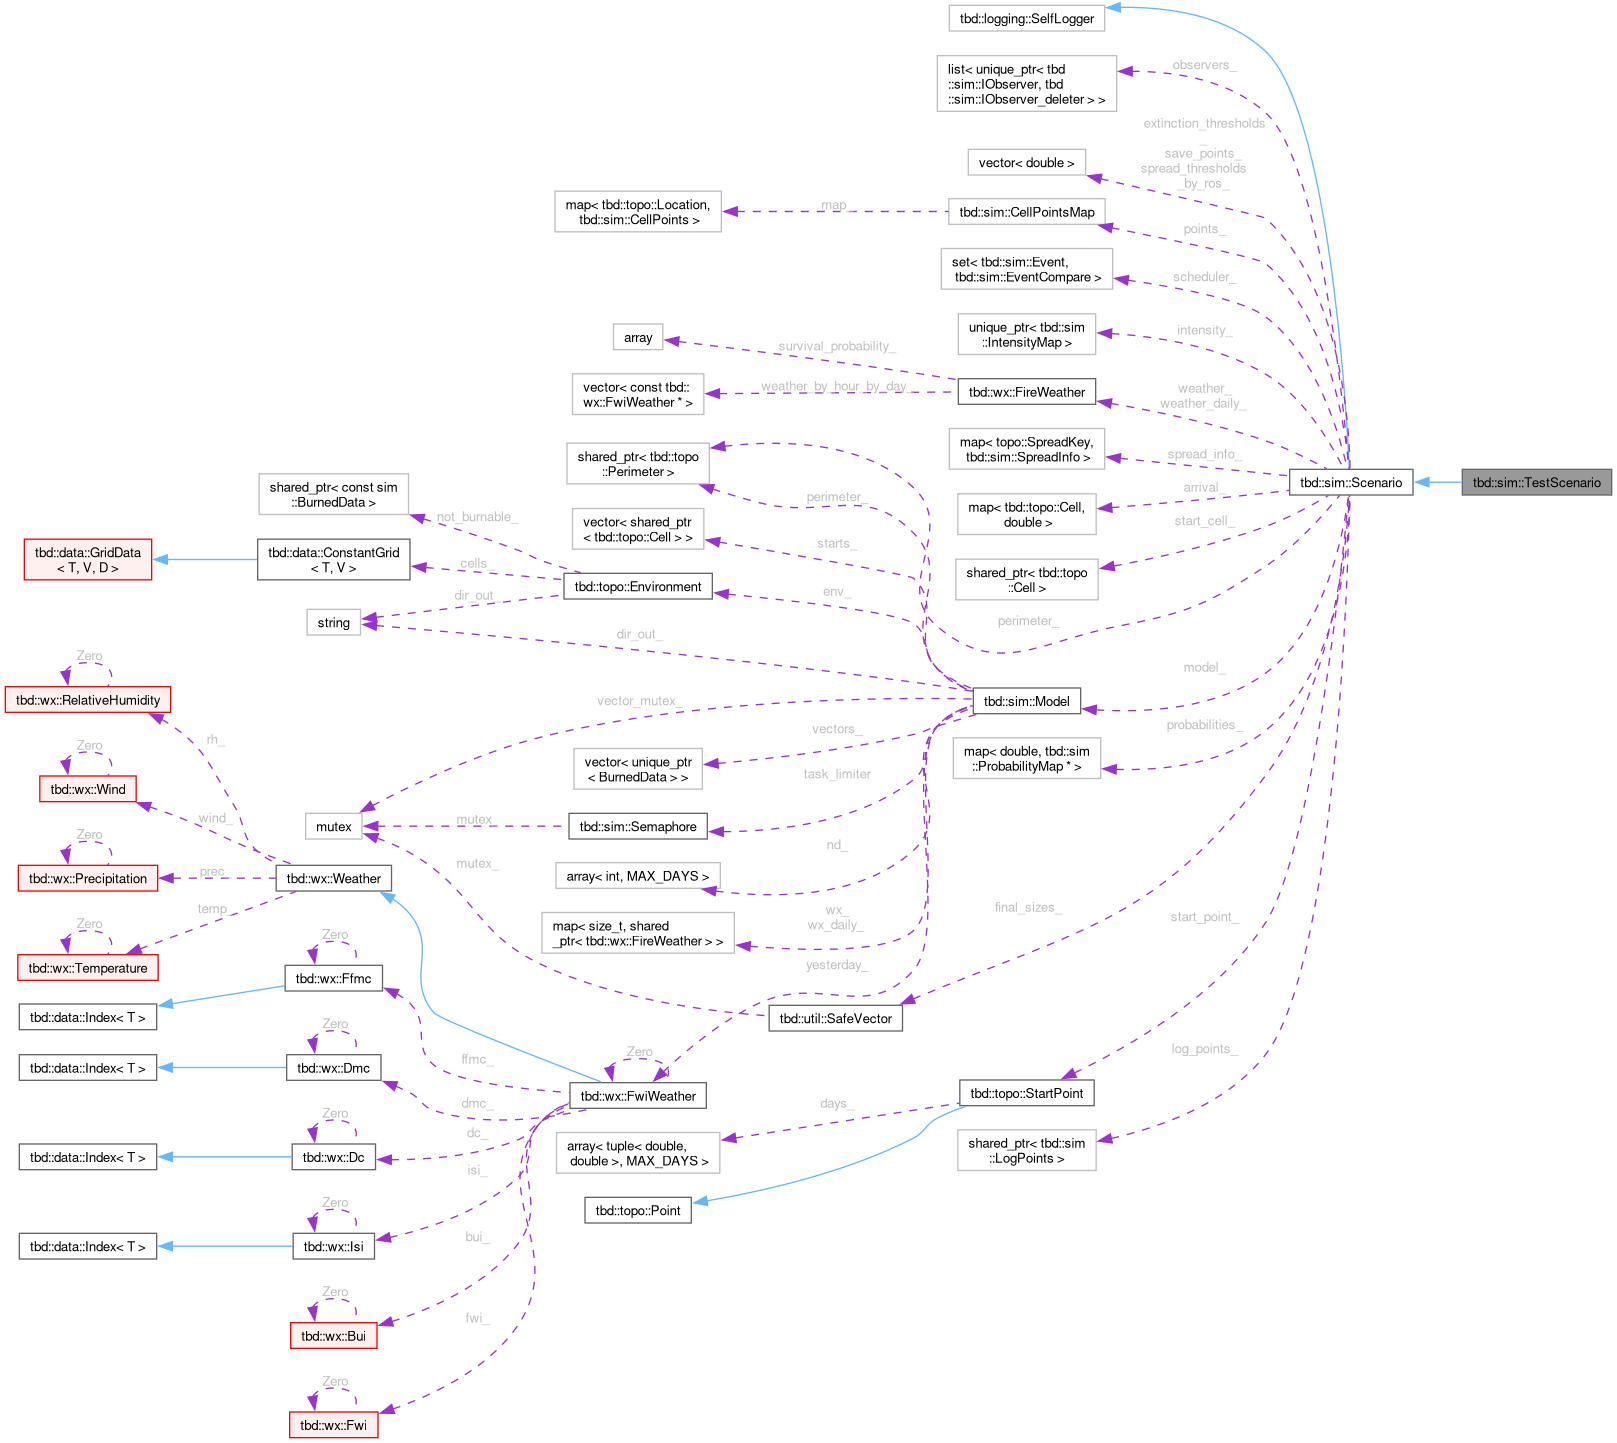 tbd::logging::SelfLogger
list< unique_ptr< tbd
::sim::IObserver, tbd
::sim::IObserver_deleter > >
observers_
extinction_thresholds
_
save_points_
spread_thresholds
_by_ros_
vector< double >
map< tbd::topo::Location,
tbd::sim::CellPoints >
map_
tbd::sim::CellPointsMap
points_
set< tbd::sim::Event,
tbd::sim::EventCompare >
scheduler_
unique_ptr< tbd::sim
::IntensityMap >
intensity_
array
survival_probability_
vector< const tbd::
wx::FwiWeather * >
weather_by_hour_by_day_
tbd::wx::FireWeather
weather_
weather_daily_
shared_ptr< tbd::topo
::Perimeter >
map< topo::SpreadKey,
tbd::sim::SpreadInfo >
spread_info_
tbd::sim::Scenario
tbd::sim::TestScenario
shared_ptr< const sim
::BurnedData >
not_burnable_
perimeter_
map< tbd::topo::Cell,
double >
arrival_
vector< shared_ptr
< tbd::topo::Cell > >
starts_
start_cell_
tbd::data::GridData
< T, V, D >
tbd::data::ConstantGrid
< T, V >
cells_
tbd::topo::Environment
env_
shared_ptr< tbd::topo
::Cell >
string
dir_out_
dir_out_
perimeter_
Zero
tbd::wx::RelativeHumidity
vector_mutex_
tbd::sim::Model
model_
rh_
vectors_
probabilities_
Zero
tbd::wx::Wind
vector< unique_ptr
< BurnedData > >
map< double, tbd::sim
::ProbabilityMap * >
task_limiter
wind_
mutex
mutex_
tbd::sim::Semaphore
Zero
tbd::wx::Precipitation
prec_
tbd::wx::Weather
mutex_
nd_
array< int, MAX_DAYS >
temp_
Zero
tbd::wx::Temperature
map< size_t, shared
_ptr< tbd::wx::FireWeather > >
wx_
wx_daily_
final_sizes_
start_point_
Zero
tbd::wx::Ffmc
yesterday_
tbd::data::Index< T >
tbd::util::SafeVector
Zero
tbd::data::Index< T >
tbd::wx::Dmc
ffmc_
Zero
tbd::wx::FwiWeather
log_points_
dmc_
tbd::topo::StartPoint
days_
Zero
tbd::data::Index< T >
tbd::wx::Dc
dc_
array< tuple< double,
double >, MAX_DAYS >
shared_ptr< tbd::sim
::LogPoints >
isi_
Zero
tbd::topo::Point
tbd::data::Index< T >
tbd::wx::Isi
bui_
Zero
tbd::wx::Bui
fwi_
Zero
tbd::wx::Fwi